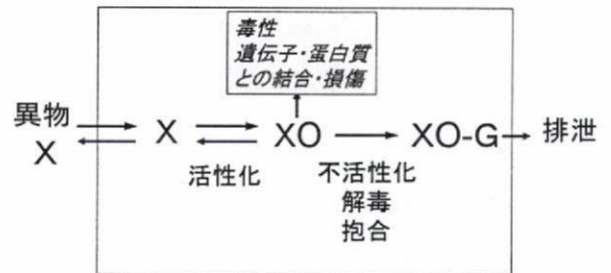 毒性
遺伝子・蛋白質
との結合・損傷
異物
X
X
XO
XO-G
排泄
活性化
不活性化
解毒
抱合